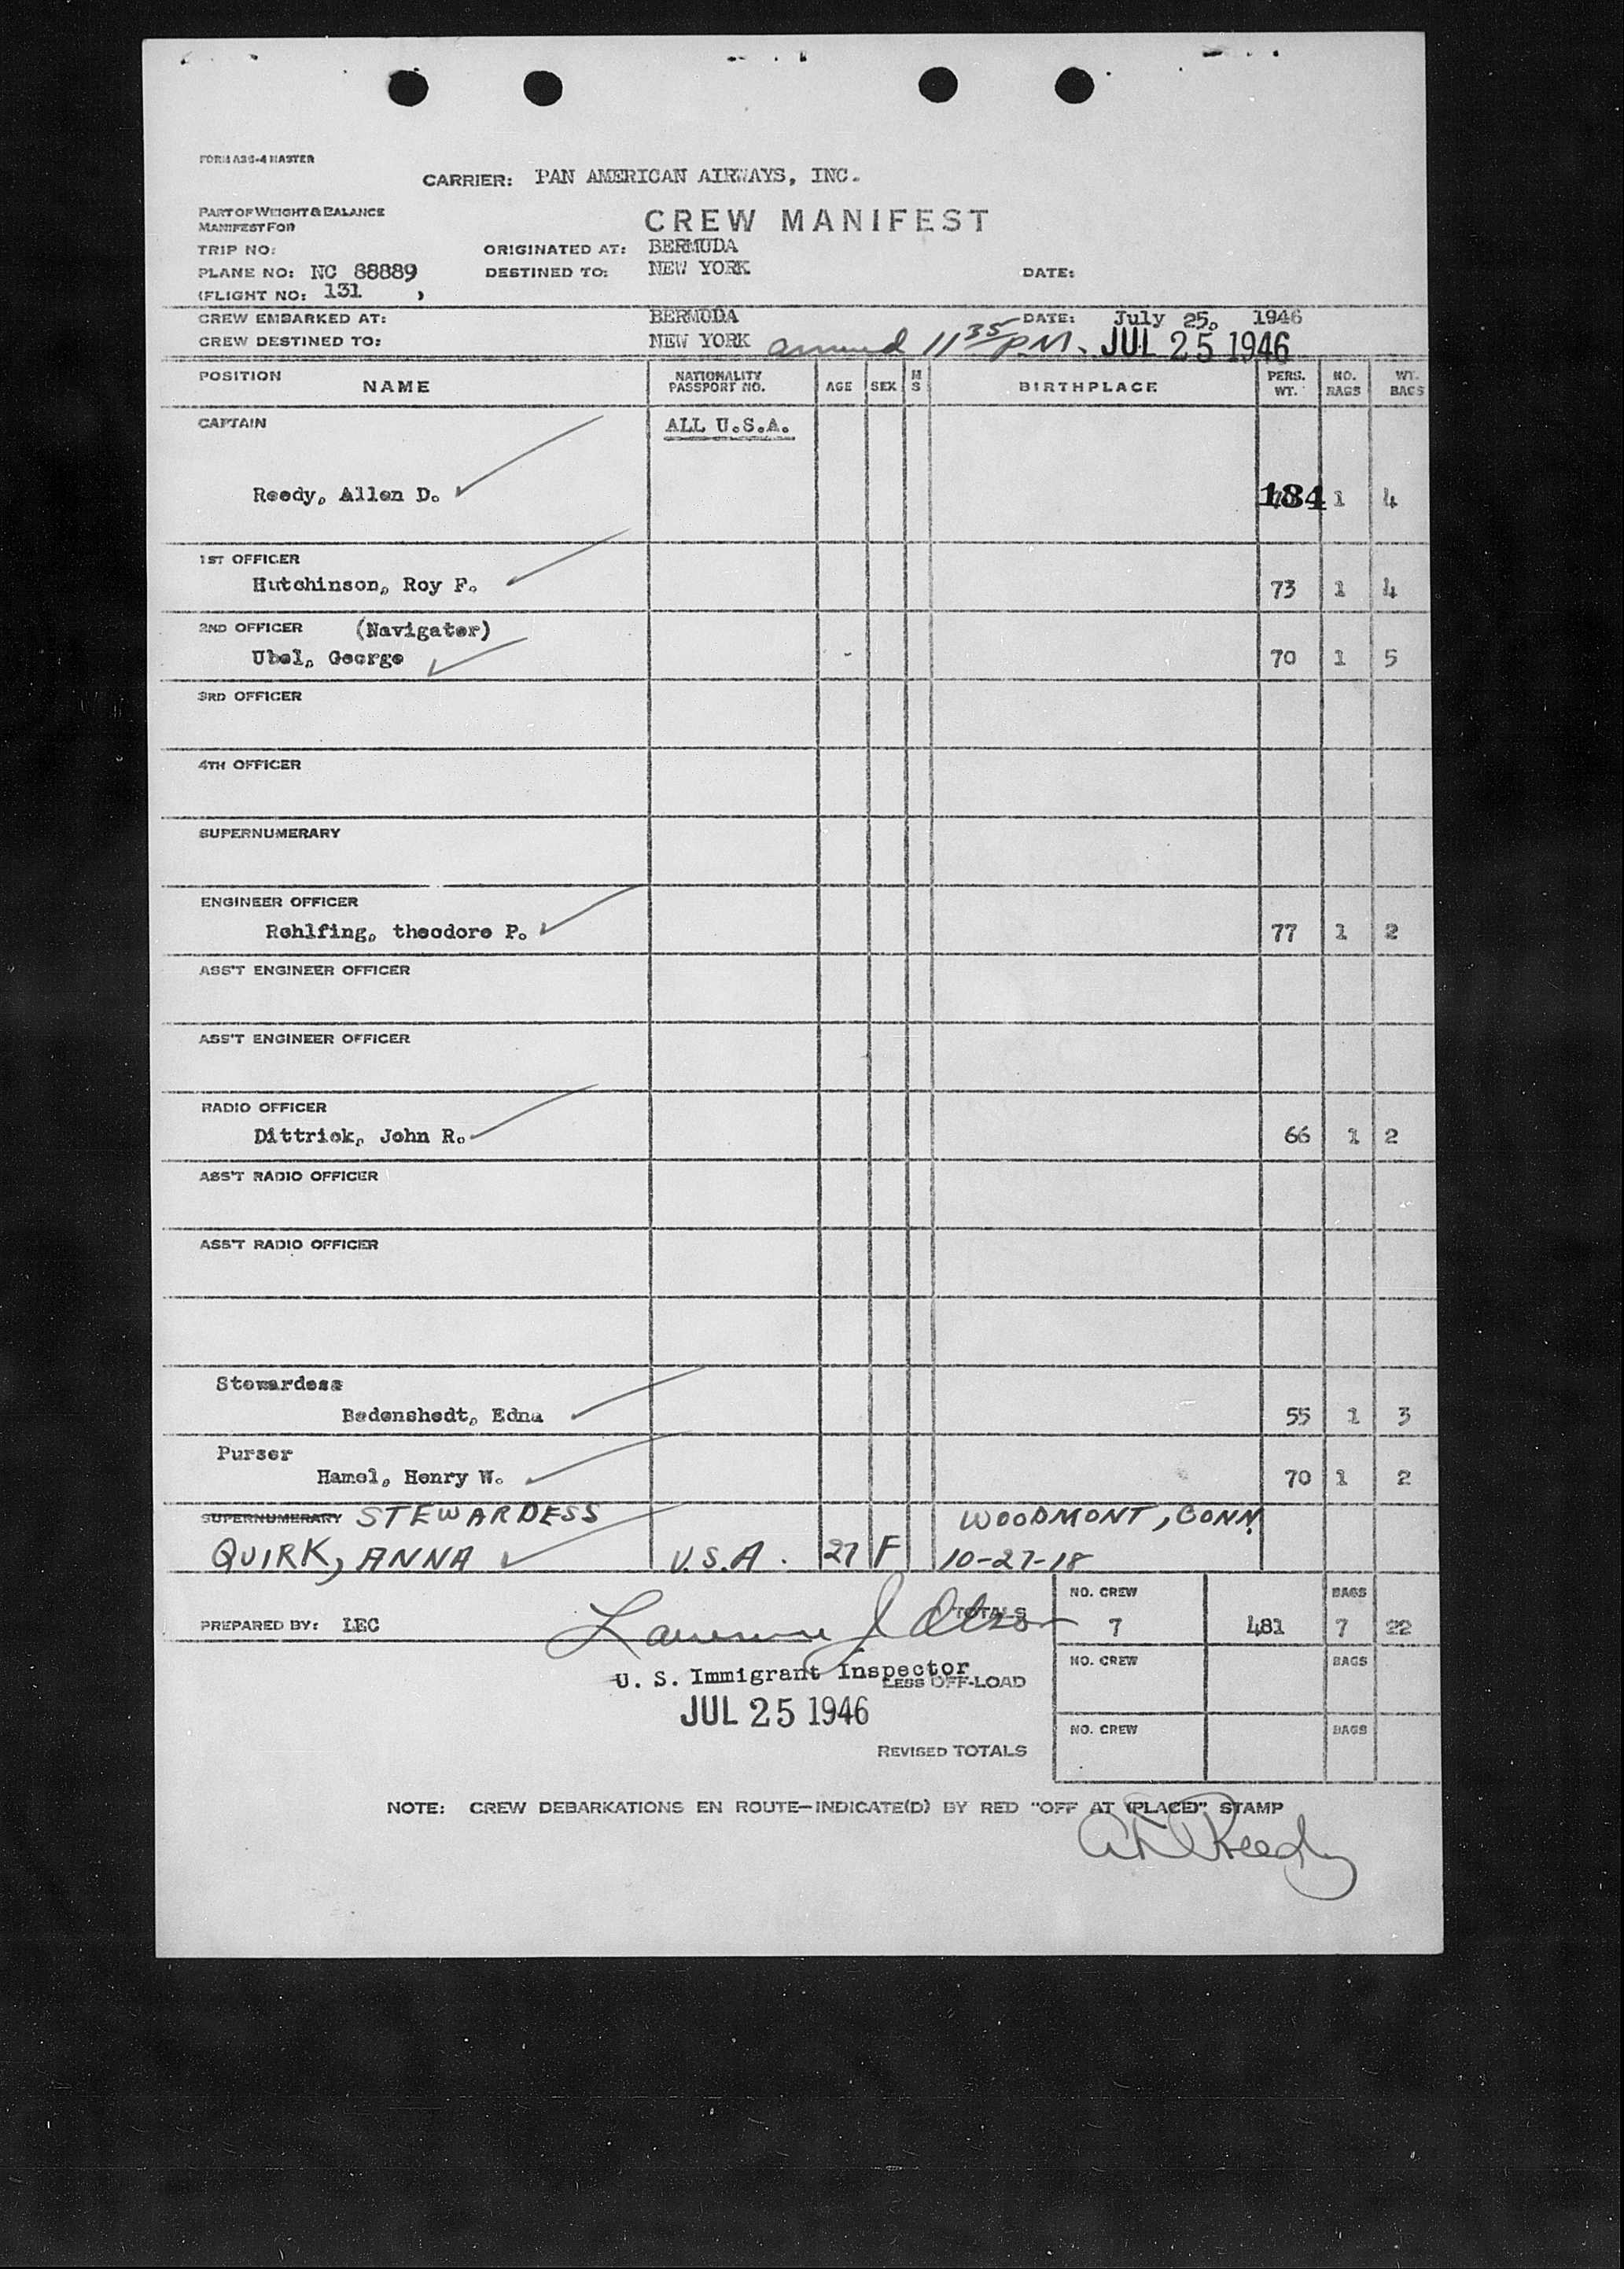 FORM A36-4 MASTER
CARRIER: PAN AMERICAN AIRWAYS, INC.
PART OF WEIGHT & BALANCE
MANIFEST FOR
CREW MANIFEST
TRIP NO: ORIGINATED AT: BERMUDA
PLANE NO: NC 88889 DESTINED TO: NEW YORK DATE:
(FLIGHT NO: 131 )
CREW EMBARKED AT: BERMUDA DATE: July 25, 1946
CREW DESTINED TO: NEW YORK arrived 11 35 P.M. JUL 25 1946
POSITION NAME NATIONALITY PASSPORT NO. AGE SEX M S BIRTHPLACE PERS. WT. NO. BAGS WT. BAGS
CAPTAIN ALL U.S.A.
Reedy, Allen D. 184 1 4
1ST OFFICER
Hutchinson, Roy F. 73 1 4
2ND OFFICER (Navigator)
Ubel, George 70 1 5
3RD OFFICER
4TH OFFICER
SUPERNUMERARY
ENGINEER OFFICER
Rohlfing, theodore P. 77 1 2
ASS'T ENGINEER OFFICER
ASS'T ENGINEER OFFICER
RADIO OFFICER
Dittrick, John R. 66 1 2
ASS'T RADIO OFFICER
ASS'T RADIO OFFICER
Stewardess
Bedenshedt, Edna 55 1 3
Purser
Hamel, Henry W. 70 1 2
SUPERNUMERARY STEWARDESS WOODMONT, CONN.
QUIRK, ANNA U.S.A. 27 F 10-27-18
NO. CREW BAGS
PREPARED BY: LEC TOTALS 7 481 7 22
NO. CREW BAGS
U. S. Immigrant Inspector LESS OFF-LOAD
JUL 25 1946
NO. CREW BAGS
REVISED TOTALS
NOTE: CREW DEBARKATIONS EN ROUTE—INDICATE(D) BY RED "OFF AT (PLACE)" STAMP
A D Reedy